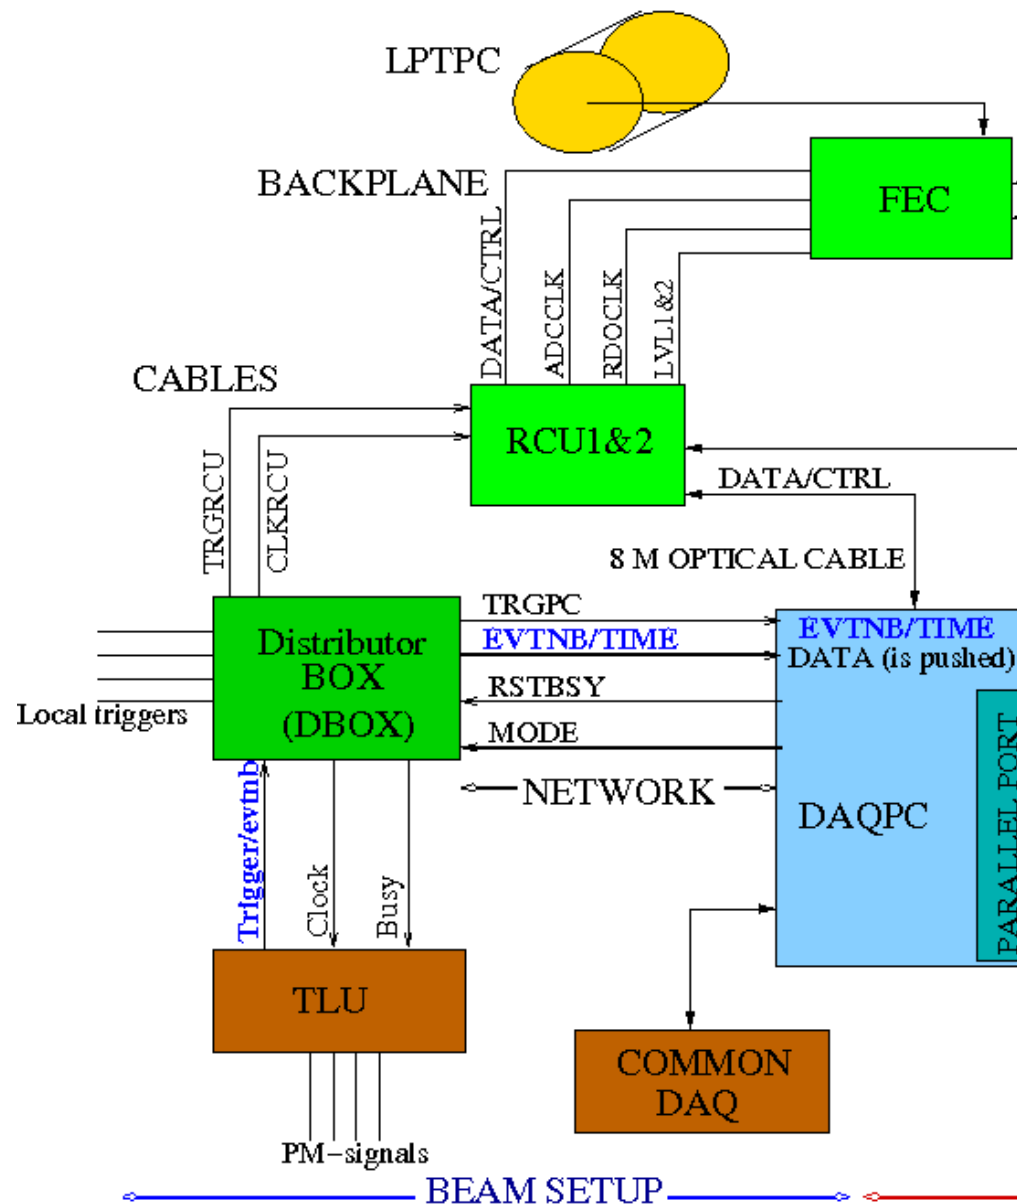 LPTPC
BACKPLANE
FEC
DATA/CTRL
ADCCLK
RDOCLK
LVL1&2
CABLES
TRGRCU
CLKRCU
RCU1&2
DATA/CTRL
8 M OPTICAL CABLE
Distributor
BOX
(DBOX)
TRGPC
EVTNB/TIME
RSTBSY
MODE
NETWORK
EVTNB/TIME
DATA (is pushed)
DAQPC
PARALLEL PORT
Local triggers
Trigger/evtnb
Clock
Busy
TLU
PM-signals
COMMON
DAQ
BEAM SETUP